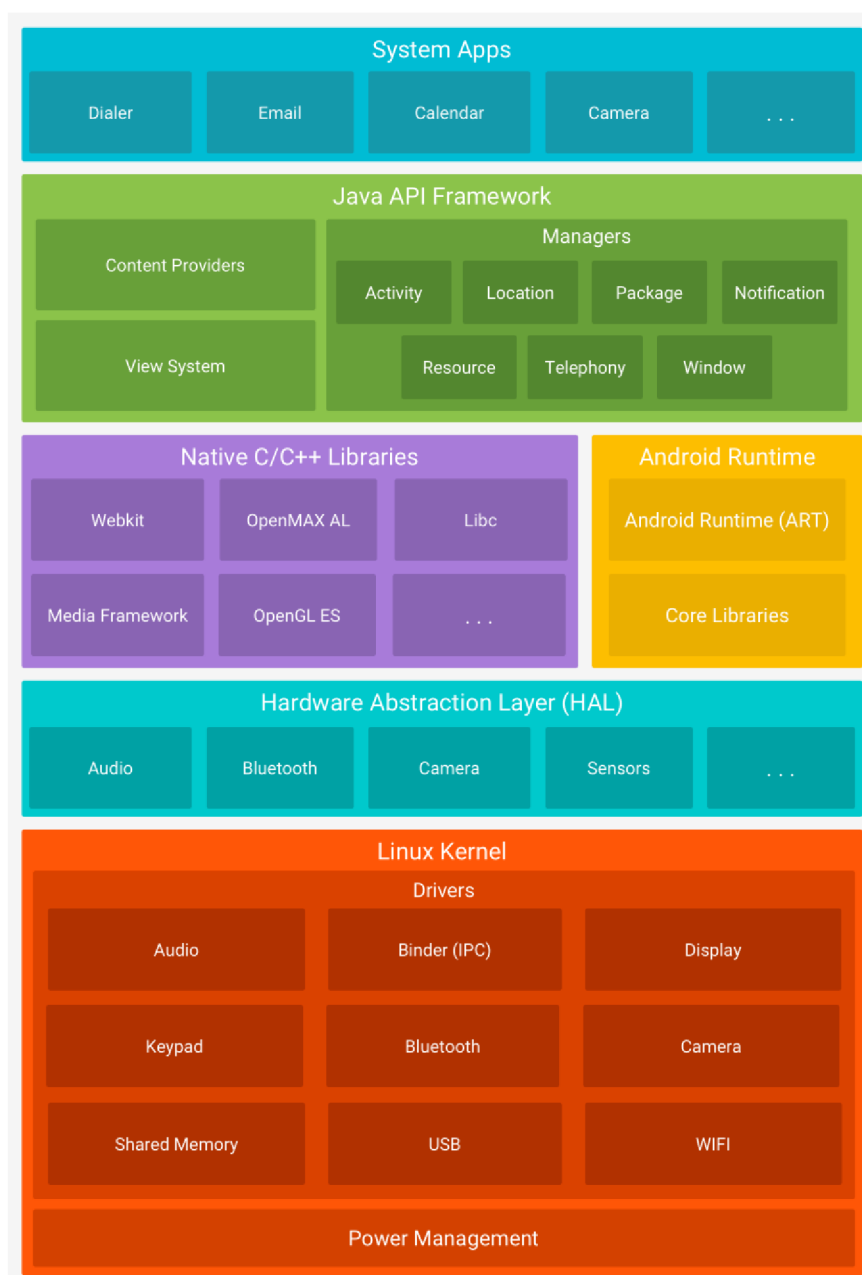 System Apps
Dialer
Email
Calendar
Camera
. . .
Java API Framework
Content Providers
View System
Managers
Activity
Location
Package
Notification
Resource
Telephony
Window
Native C/C++ Libraries
Webkit
OpenMAX AL
Libc
Media Framework
OpenGL ES
. . .
Android Runtime
Android Runtime (ART)
Core Libraries
Hardware Abstraction Layer (HAL)
Audio
Bluetooth
Camera
Sensors
. . .
Linux Kernel
Drivers
Audio
Binder (IPC)
Display
Keypad
Bluetooth
Camera
Shared Memory
USB
WIFI
Power Management